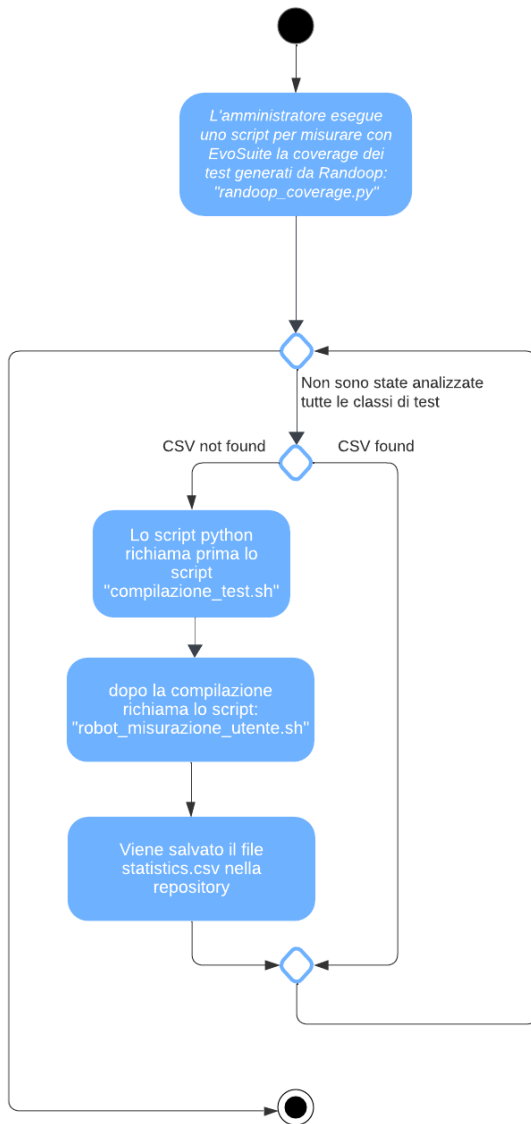 L'amministratore esegue
uno script per misurare con
EvoSuite la coverage dei
test generati da Randoop:
"randoop_coverage.py"
Non sono state analizzate
tutte le classi di test
CSV not found
CSV found
Lo script python
richiama prima lo
script
"compilazione_test.sh"
dopo la compilazione
richiama lo script:
"robot_misurazione_utente.sh"
Viene salvato il file
statistics.csv nella
repository